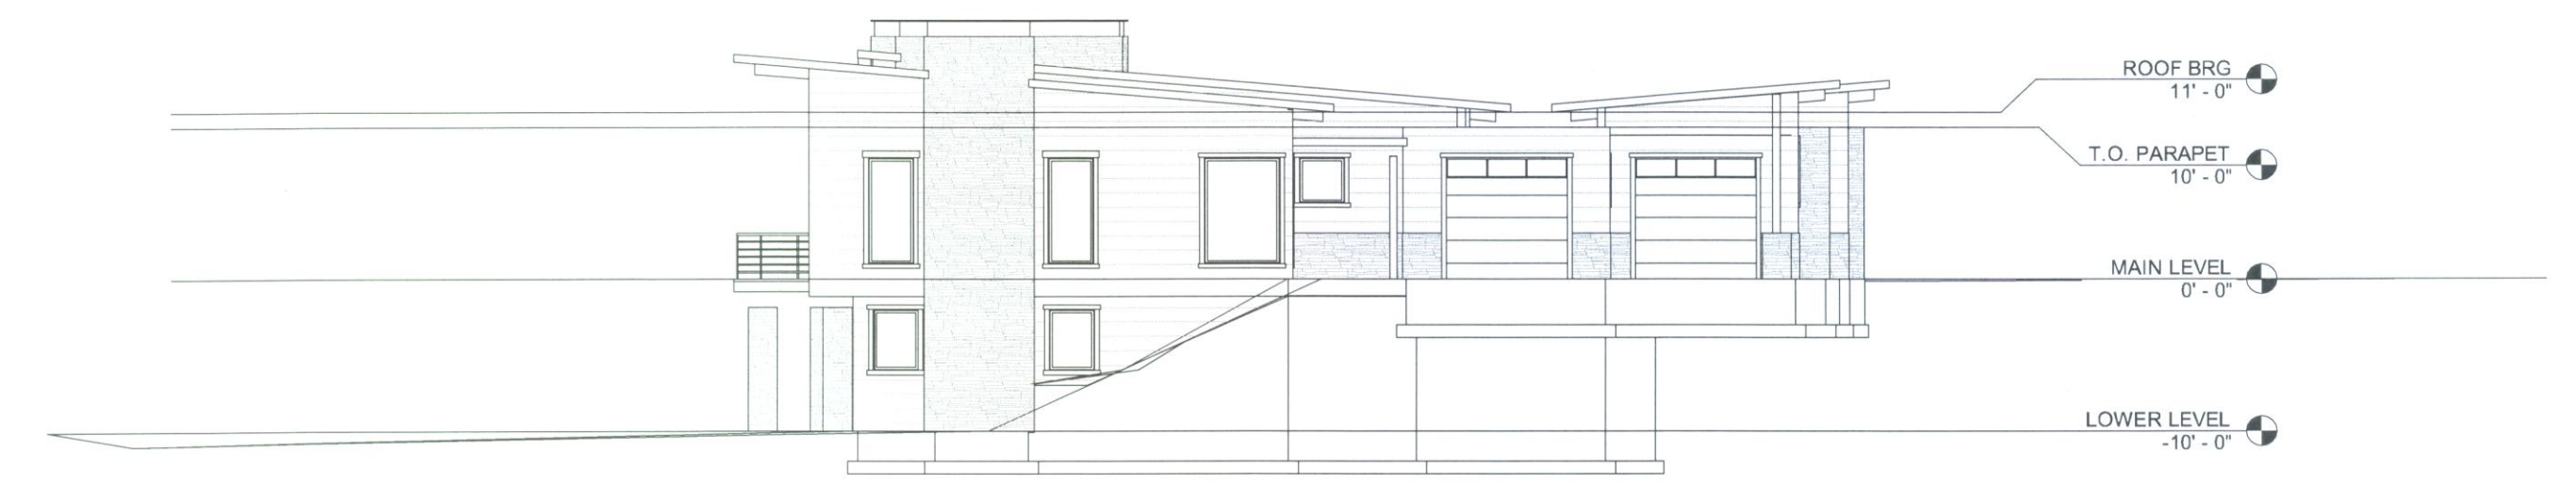 ROOF BRG
11' - 0"
T.O. PARAPET
10' - 0"
MAIN LEVEL
0' - 0"
LOWER LEVEL
-10' - 0"